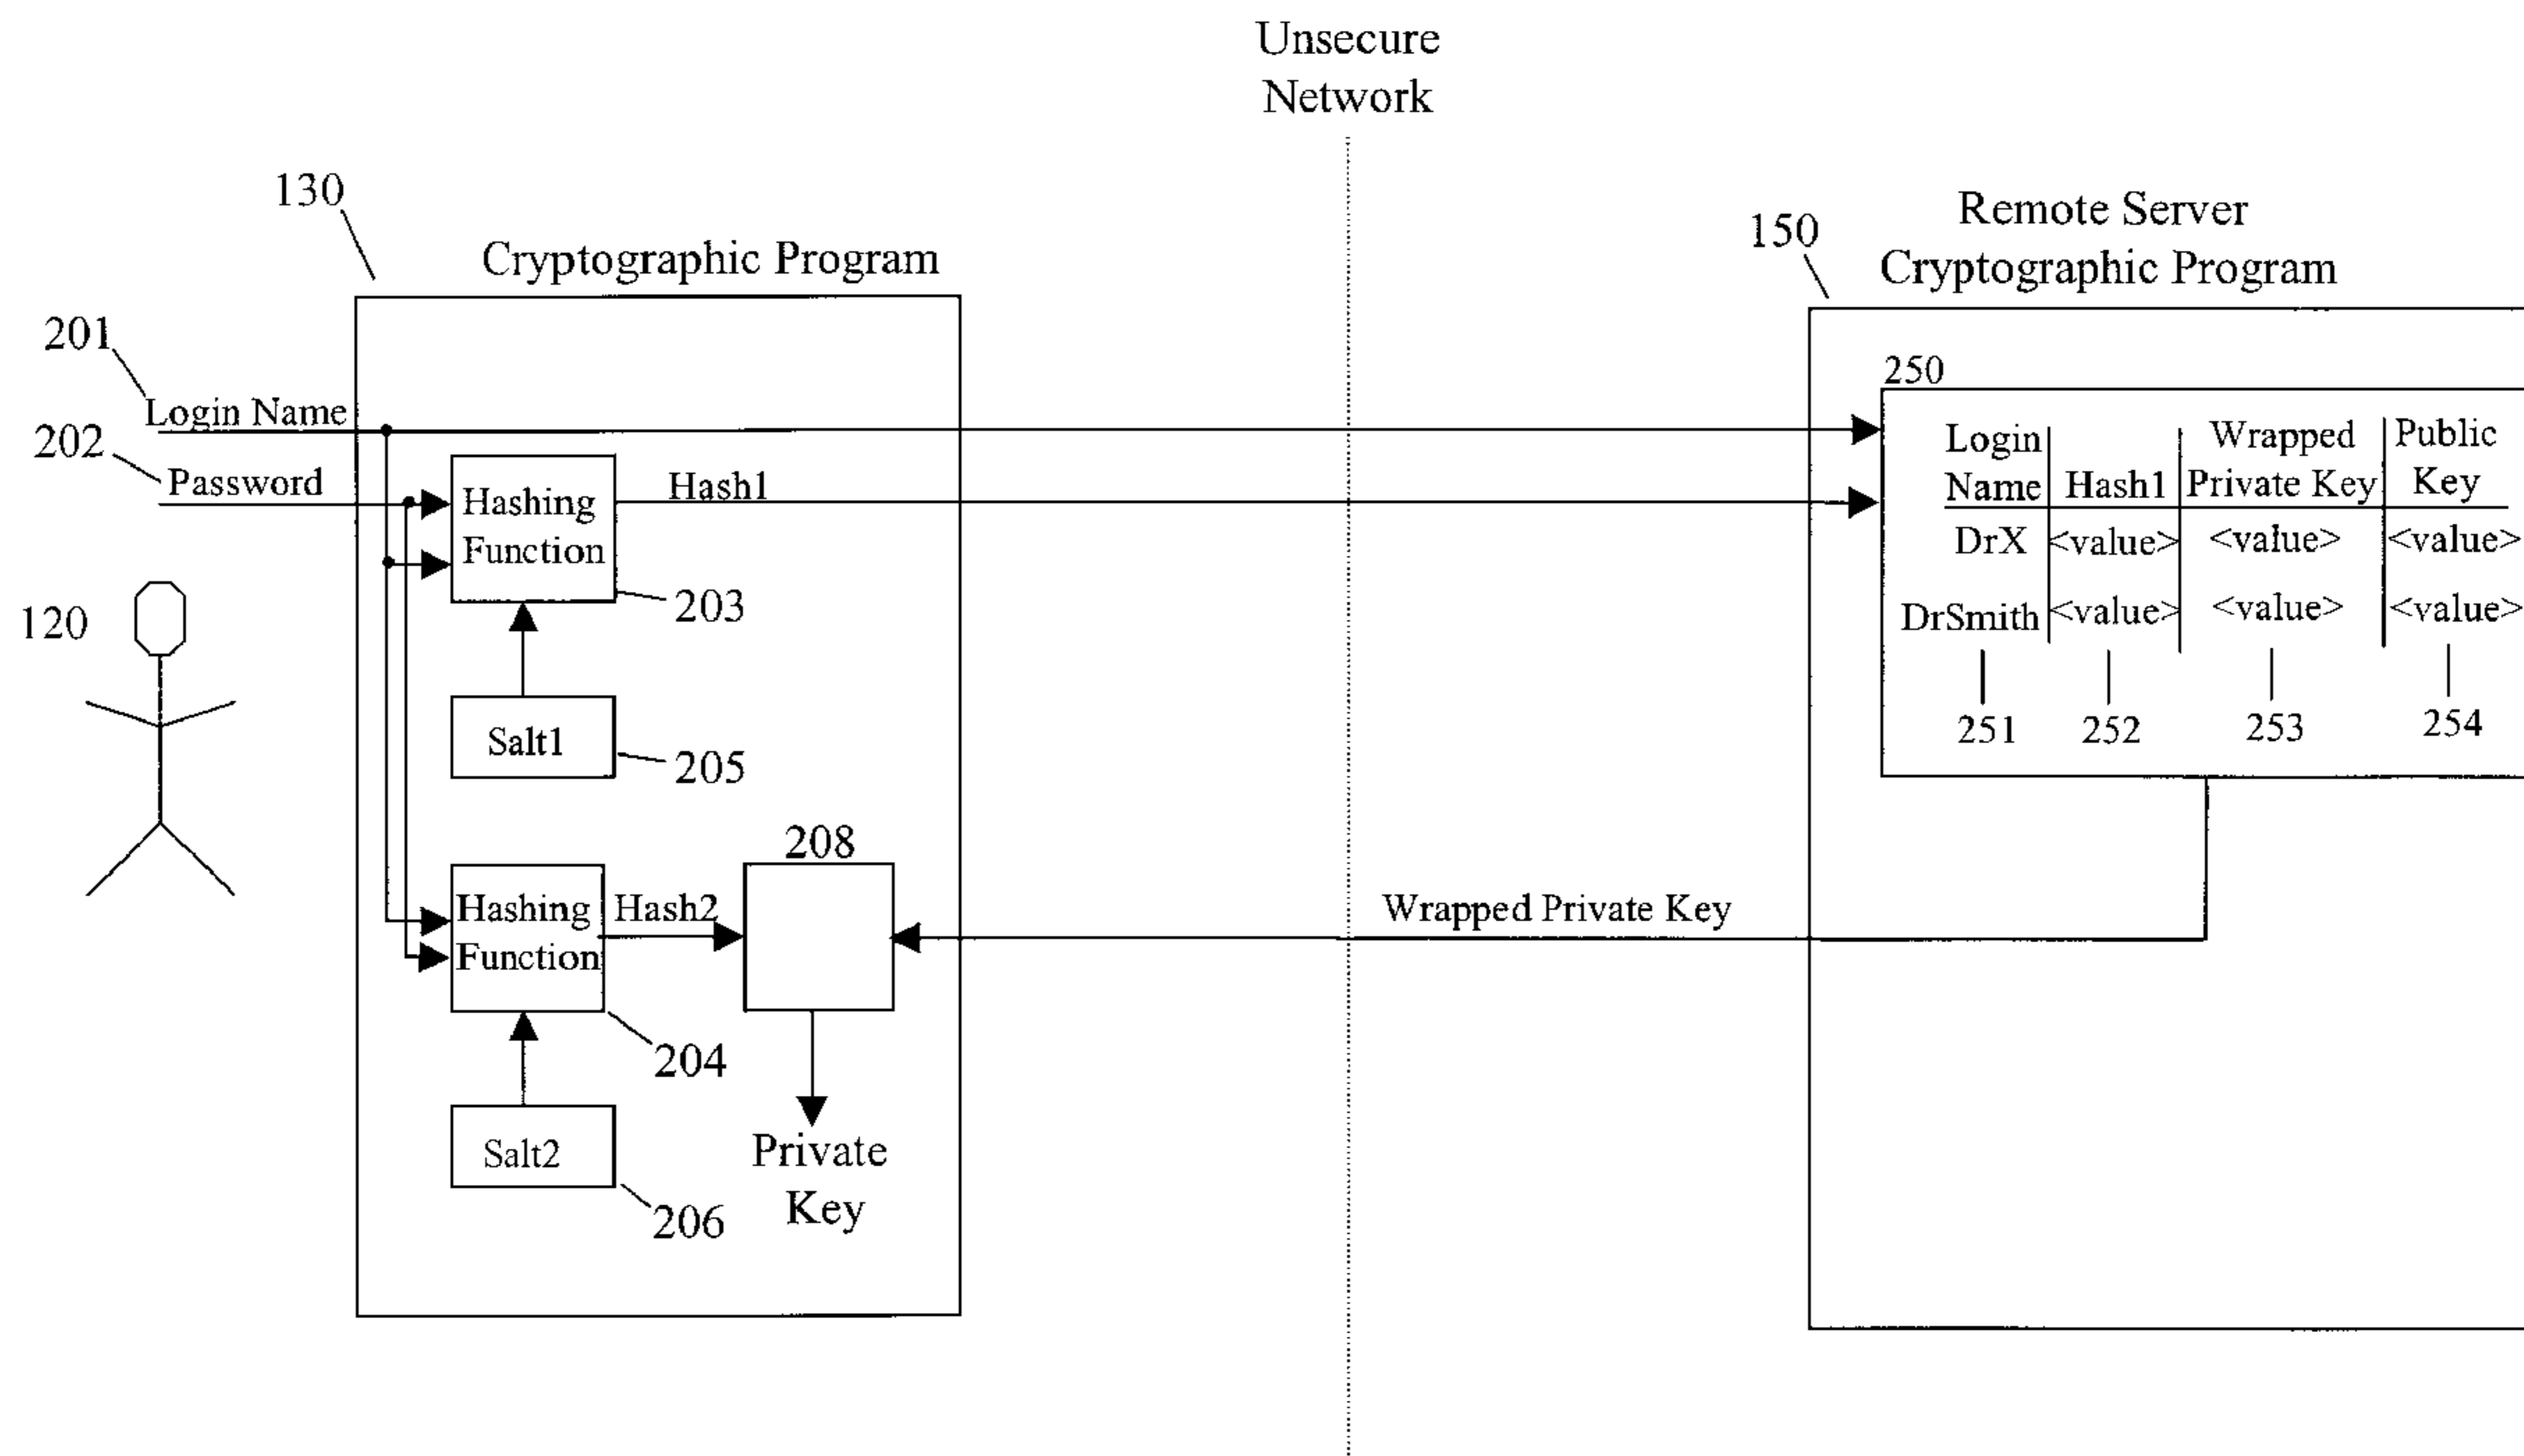 Unsecure
Network
130
Cryptographic Program
150
Remote Server
Cryptographic Program
201
Login Name
202
Password
Hashing
Function
Hash1
203
Salt1
205
120
208
Hashing
Function
Hash2
204
Salt2
206
Private
Key
Wrapped Private Key
250
Login
Name
Hash1
Wrapped
Private Key
Public
Key
DrX <value> <value> <value>
DrSmith <value> <value> <value>
251 252 253 254